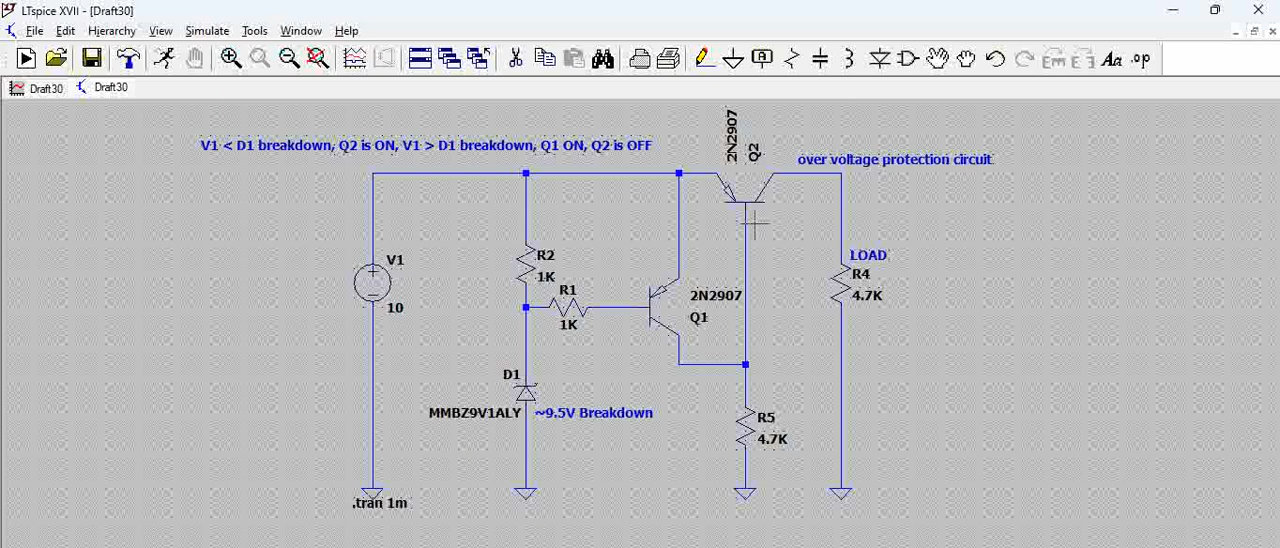 LTspice XVII - [Draft30]
File Edit Hierarchy View Simulate Tools Window Help
Aa .op
Draft30 Draft30
V1 < D1 breakdown, Q2 is ON, V1 > D1 breakdown, Q1 ON, Q2 is OFF
2N2907
Q2
over voltage protection circuit
V1
10
R2
1K
R1
1K
2N2907
Q1
LOAD
R4
4.7K
D1
MMBZ9V1ALY
~9.5V Breakdown
R5
4.7K
.tran 1m